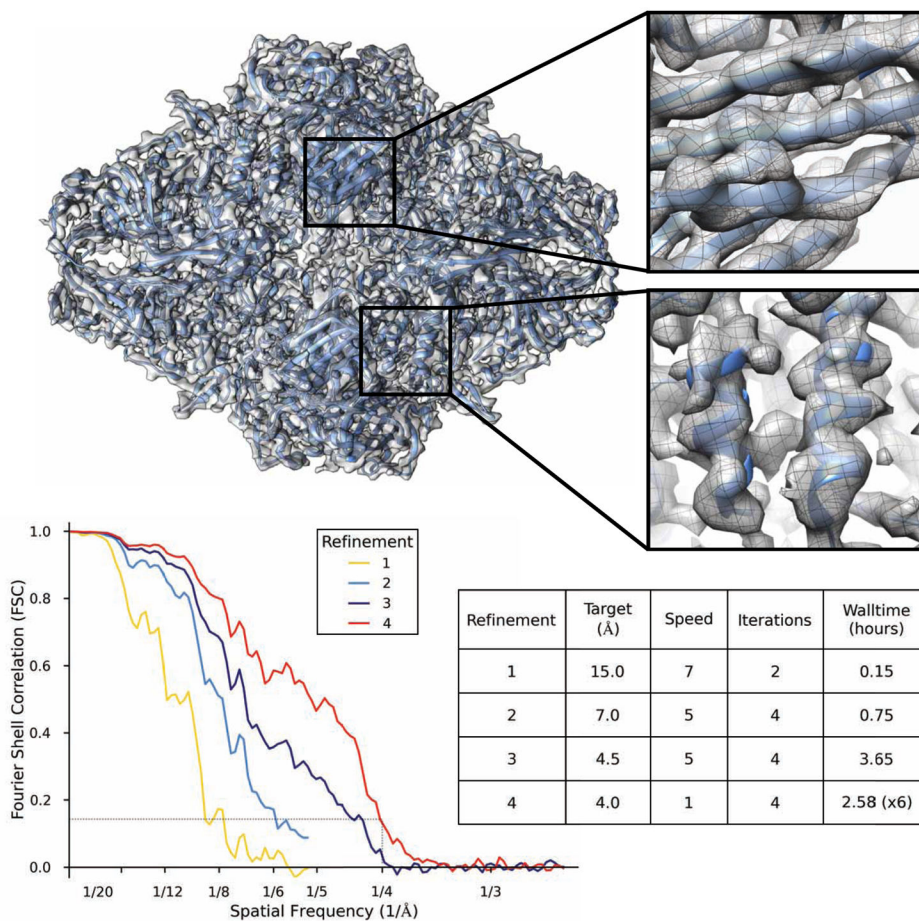 1.0
0.8
0.6
0.4
0.2
0.0
Fourier Shell Correlation (FSC)
Refinement
1
2
3
4
1/20 1/12 1/8 1/6 1/5 1/4 1/3
Spatial Frequency (1/Å)
Refinement Target (Å) Speed Iterations Walltime (hours)
1 15.0 7 2 0.15
2 7.0 5 4 0.75
3 4.5 5 4 3.65
4 4.0 1 4 2.58 (x6)